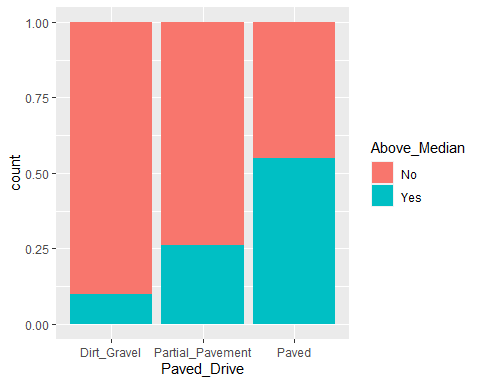 1.00
0.75
0.50
0.25
0.00
count
Dirt_Gravel Partial_Pavement Paved
Paved_Drive
Above_Median
No
Yes